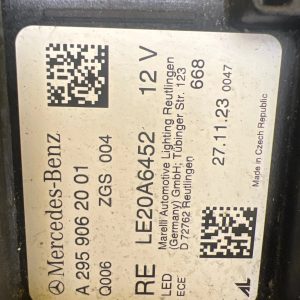 Mercedes-Benz
A 295 906 20 01
Q006 ZGS 004
RE LE20A6452 12 V
LED
ECE
Marelli Automotive Lighting Reutlingen
(Germany) GmbH; Tübinger Str. 123
D 72762 Reutlingen
668
27.11.23 0047
Made in Czech Republic
AL